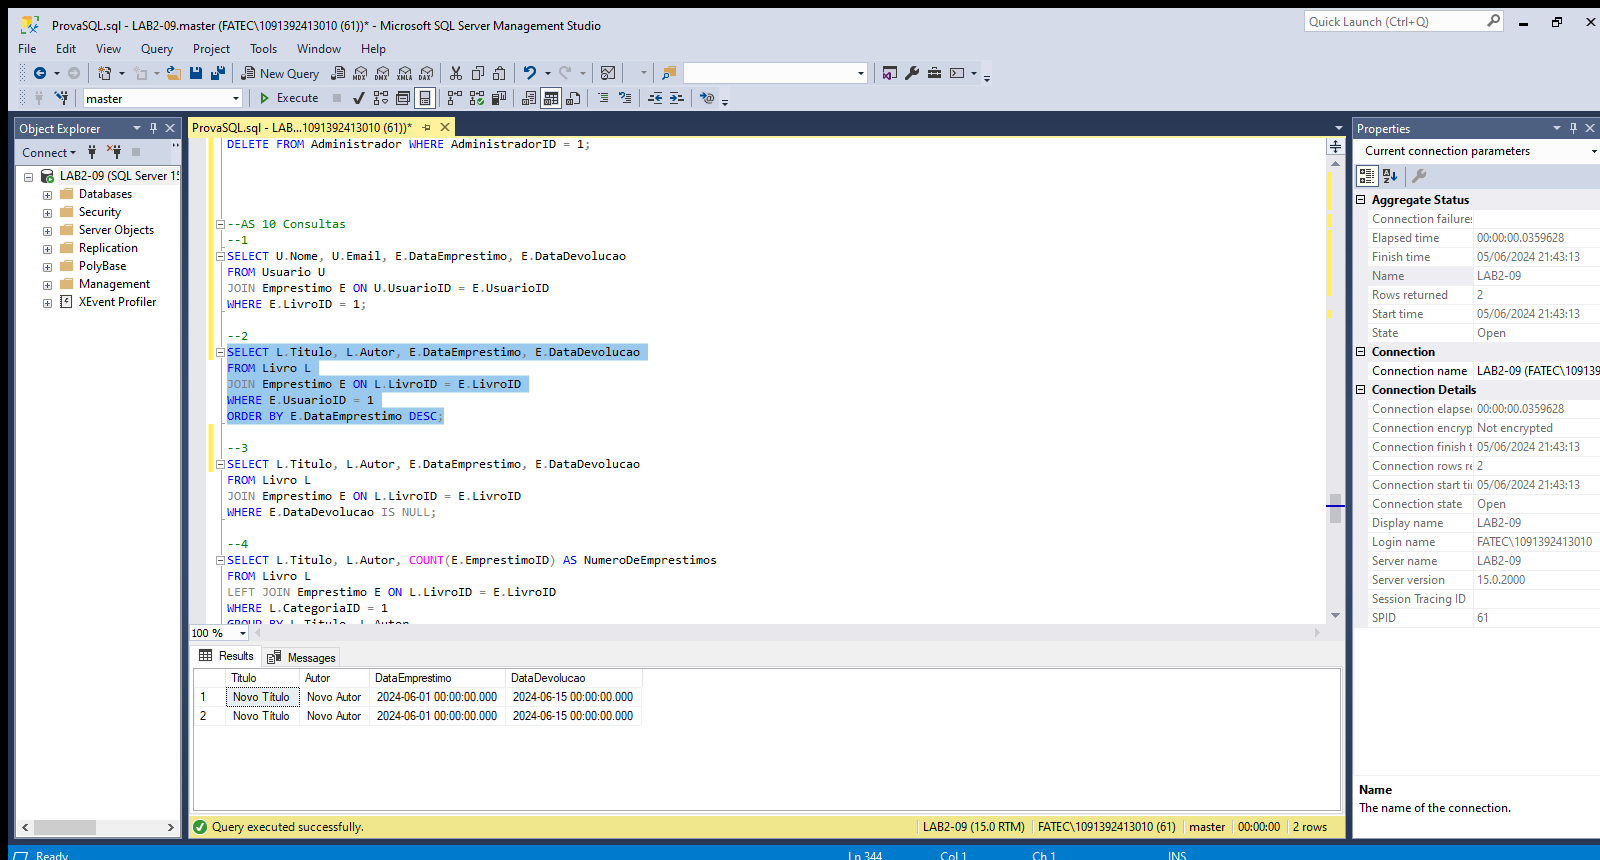 ProvaSQL.sql - LAB2-09.master (FATEC\1091392413010 (61))* - Microsoft SQL Server Management Studio
Quick Launch (Ctrl+Q)
File Edit View Query Project Tools Window Help
New Query
MDX DMX XMLA DAX
master
Execute
Object Explorer
Connect
LAB2-09 (SQL Server 15
Databases
Security
Server Objects
Replication
PolyBase
Management
XEvent Profiler
ProvaSQL.sql - LAB...1091392413010 (61))*
DELETE FROM Administrador WHERE AdministradorID = 1;
--AS 10 Consultas
--1
SELECT U.Nome, U.Email, E.DataEmprestimo, E.DataDevolucao
FROM Usuario U
JOIN Emprestimo E ON U.UsuarioID = E.UsuarioID
WHERE E.LivroID = 1;
--2
SELECT L.Titulo, L.Autor, E.DataEmprestimo, E.DataDevolucao
FROM Livro L
JOIN Emprestimo E ON L.LivroID = E.LivroID
WHERE E.UsuarioID = 1
ORDER BY E.DataEmprestimo DESC;
--3
SELECT L.Titulo, L.Autor, E.DataEmprestimo, E.DataDevolucao
FROM Livro L
JOIN Emprestimo E ON L.LivroID = E.LivroID
WHERE E.DataDevolucao IS NULL;
--4
SELECT L.Titulo, L.Autor, COUNT(E.EmprestimoID) AS NumeroDeEmprestimos
FROM Livro L
LEFT JOIN Emprestimo E ON L.LivroID = E.LivroID
WHERE L.CategoriaID = 1
GROUP BY L.Titulo, L.Autor
100 %
Results Messages
Titulo Autor DataEmprestimo DataDevolucao
1 Novo Título Novo Autor 2024-06-01 00:00:00.000 2024-06-15 00:00:00.000
2 Novo Título Novo Autor 2024-06-01 00:00:00.000 2024-06-15 00:00:00.000
Query executed successfully.
LAB2-09 (15.0 RTM) FATEC\1091392413010 (61) master 00:00:00 2 rows
Properties
Current connection parameters
Aggregate Status
Connection failures
Elapsed time 00:00:00.0359628
Finish time 05/06/2024 21:43:13
Name LAB2-09
Rows returned 2
Start time 05/06/2024 21:43:13
State Open
Connection
Connection name LAB2-09 (FATEC\109139
Connection Details
Connection elapse 00:00:00.0359628
Connection encryp Not encrypted
Connection finish t 05/06/2024 21:43:13
Connection rows re 2
Connection start ti 05/06/2024 21:43:13
Connection state Open
Display name LAB2-09
Login name FATEC\1091392413010
Server name LAB2-09
Server version 15.0.2000
Session Tracing ID
SPID 61
Name
The name of the connection.
Ready Ln 344 Col 1 Ch 1 INS